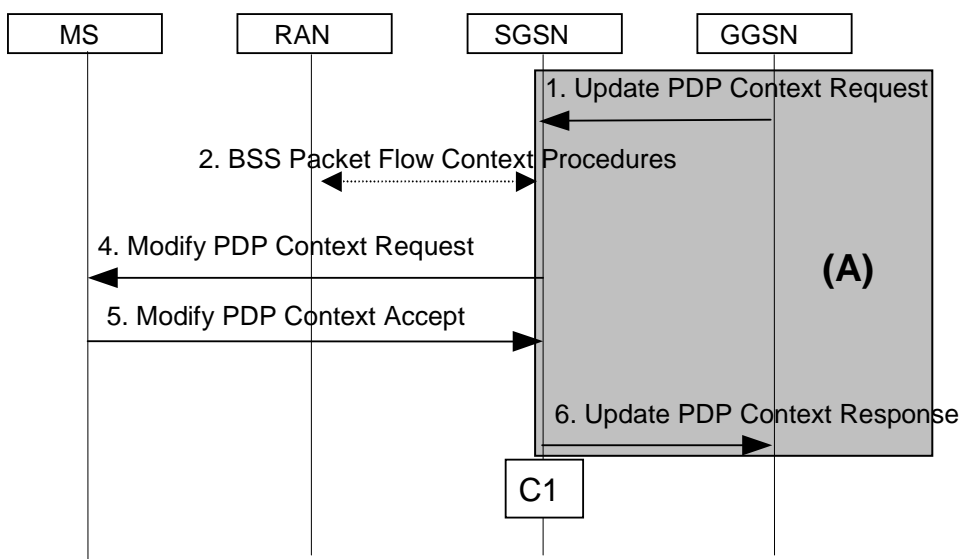 MS
RAN
SGSN
GGSN
1. Update PDP Context Request
2. BSS Packet Flow Context Procedures
4. Modify PDP Context Request
(A)
5. Modify PDP Context Accept
6. Update PDP Context Response
C1